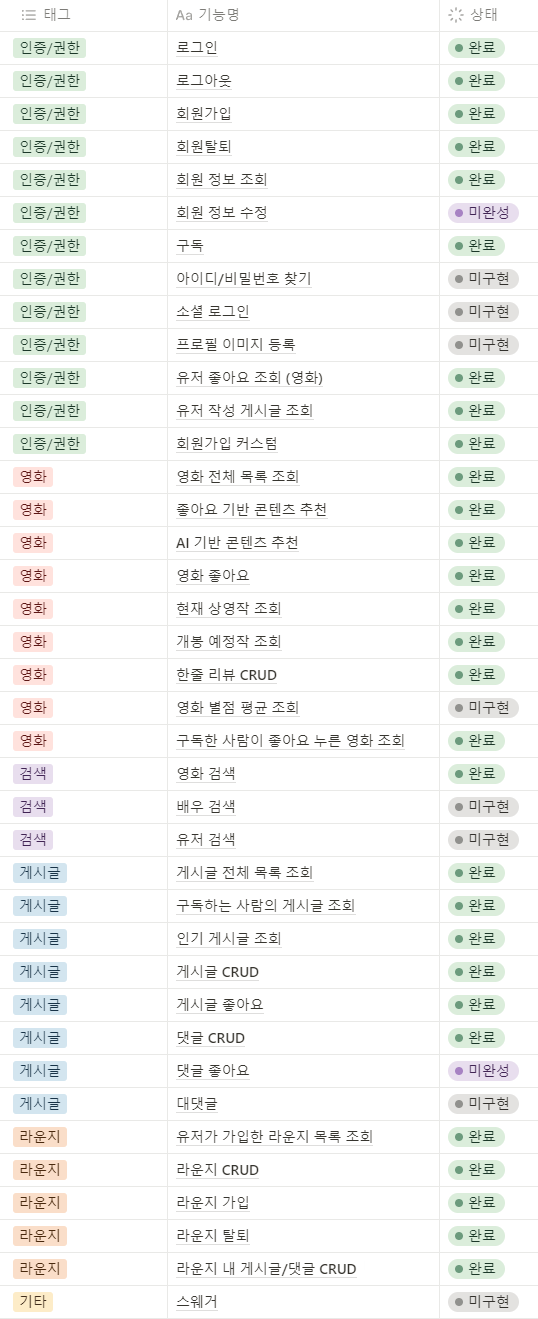 태그 Aa 기능명 상태
인증/권한 로그인 완료
인증/권한 로그아웃 완료
인증/권한 회원가입 완료
인증/권한 회원탈퇴 완료
인증/권한 회원 정보 조회 완료
인증/권한 회원 정보 수정 미완성
인증/권한 구독 완료
인증/권한 아이디/비밀번호 찾기 미구현
인증/권한 소셜 로그인 미구현
인증/권한 프로필 이미지 등록 미구현
인증/권한 유저 좋아요 조회 (영화) 완료
인증/권한 유저 작성 게시글 조회 완료
인증/권한 회원가입 커스텀 완료
영화 영화 전체 목록 조회 완료
영화 좋아요 기반 콘텐츠 추천 완료
영화 AI 기반 콘텐츠 추천 완료
영화 영화 좋아요 완료
영화 현재 상영작 조회 완료
영화 개봉 예정작 조회 완료
영화 한줄 리뷰 CRUD 완료
영화 영화 별점 평균 조회 미구현
영화 구독한 사람이 좋아요 누른 영화 조회 완료
검색 영화 검색 완료
검색 배우 검색 미구현
검색 유저 검색 미구현
게시글 게시글 전체 목록 조회 완료
게시글 구독하는 사람의 게시글 조회 완료
게시글 인기 게시글 조회 완료
게시글 게시글 CRUD 완료
게시글 게시글 좋아요 완료
게시글 댓글 CRUD 완료
게시글 댓글 좋아요 미완성
게시글 대댓글 미구현
라운지 유저가 가입한 라운지 목록 조회 완료
라운지 라운지 CRUD 완료
라운지 라운지 가입 완료
라운지 라운지 탈퇴 완료
라운지 라운지 내 게시글/댓글 CRUD 완료
기타 스웨거 미구현